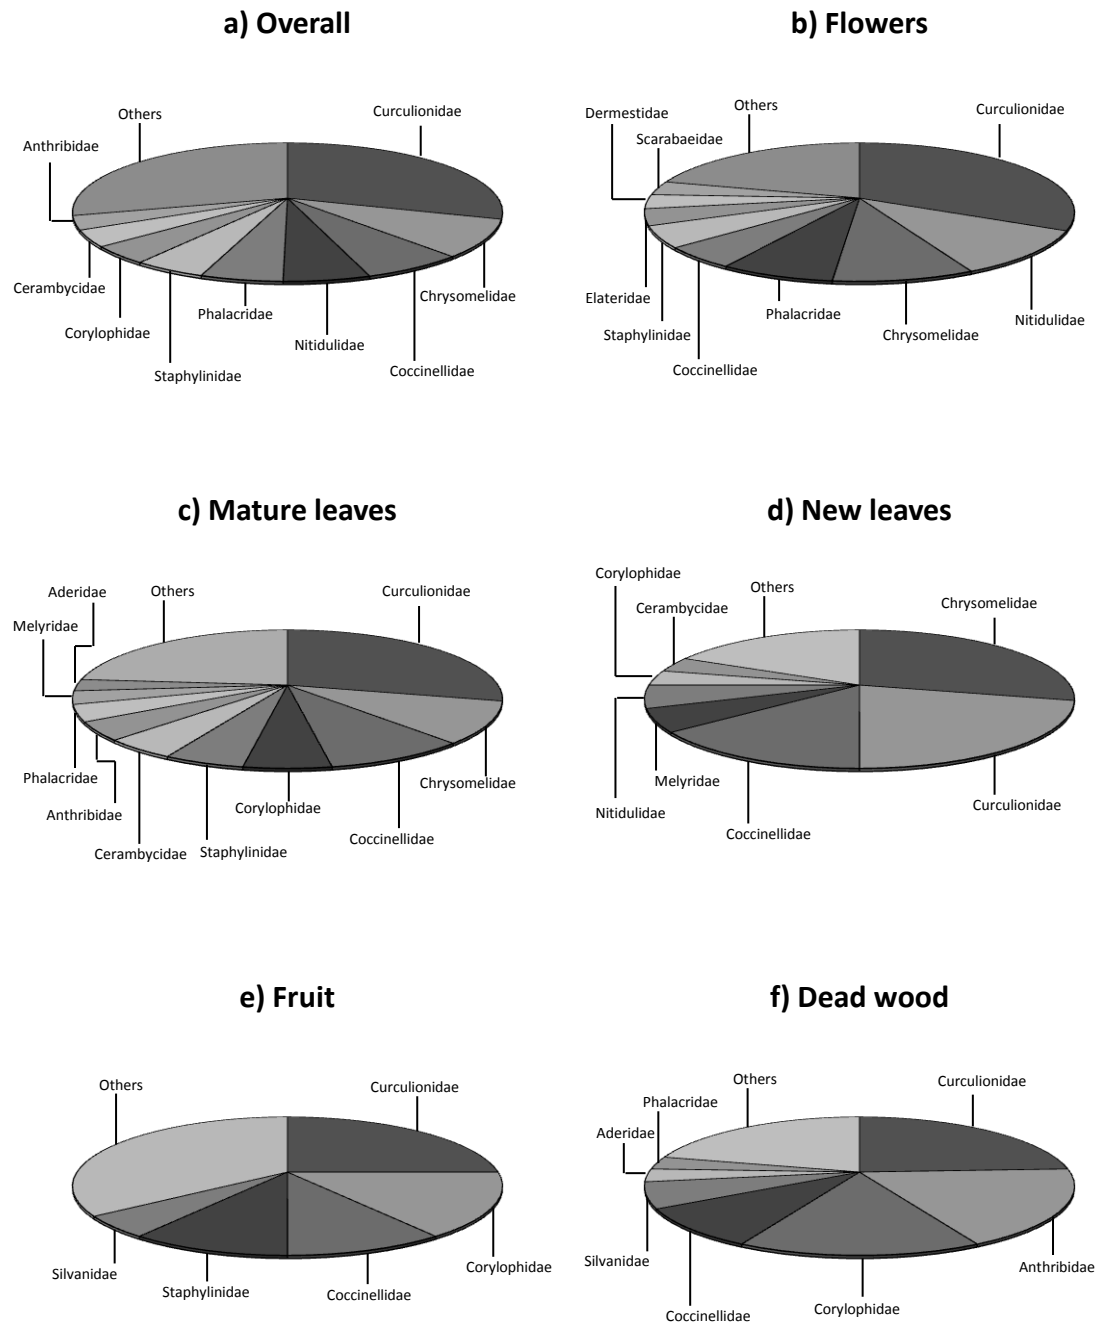 a) Overall
Others
Curculionidae
Anthribidae
Cerambycidae
Chrysomelidae
Phalacridae
Corylophidae
Nitidulidae
Coccinellidae
Staphylinidae
b) Flowers
Others
Curculionidae
Dermestidae
Scarabaeidae
Elateridae
Phalacridae
Nitidulidae
Staphylinidae
Chrysomelidae
Coccinellidae
c) Mature leaves
Aderidae
Others
Curculionidae
Melyridae
Phalacridae
Chrysomelidae
Corylophidae
Anthribidae
Coccinellidae
Cerambycidae
Staphylinidae
d) New leaves
Corylophidae
Others
Chrysomelidae
Cerambycidae
Melyridae
Curculionidae
Nitidulidae
Coccinellidae
e) Fruit
Others
Curculionidae
Silvanidae
Corylophidae
Staphylinidae
Coccinellidae
f) Dead wood
Others
Curculionidae
Phalacridae
Aderidae
Silvanidae
Anthribidae
Coccinellidae
Corylophidae